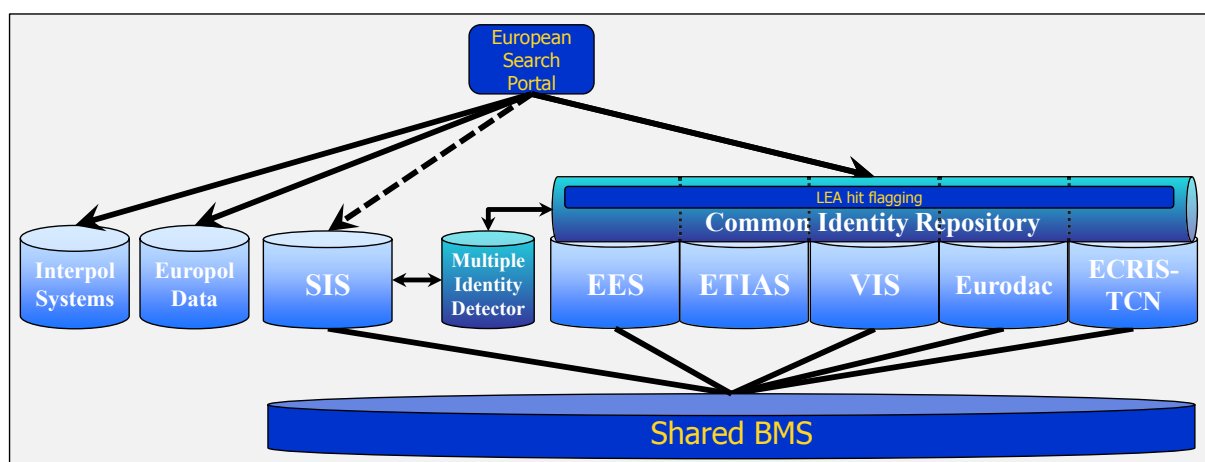 European
Search
Portal
LEA hit flagging
Common Identity Repository
Interpol
Systems
Europol
Data
SIS
Multiple
Identity
Detector
EES
ETIAS
VIS
Eurodac
ECRIS-
TCN
Shared BMS